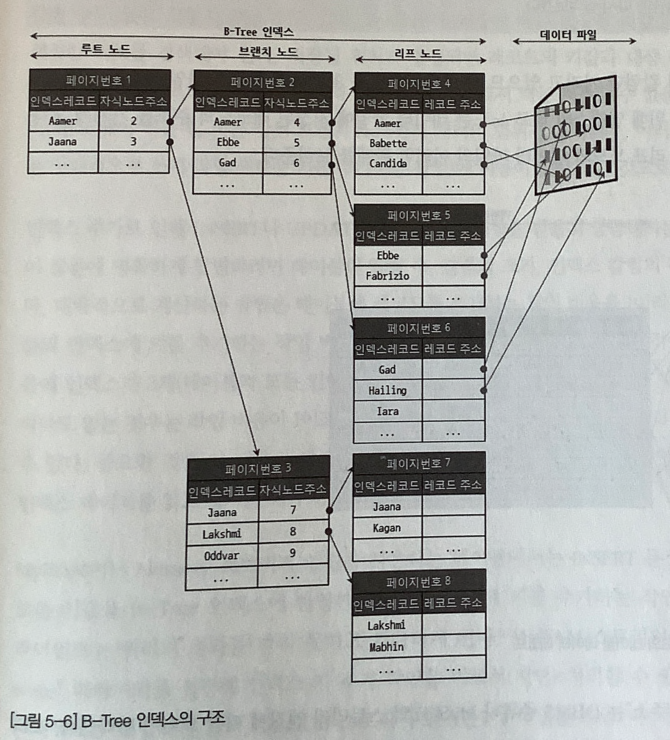 B-Tree 인덱스
데이터 파일
루트 노드
브랜치 노드
리프 노드
페이지번호 1
인덱스레코드 자식노드주소
Aamer 2
Jaana 3
... ...
페이지번호 2
인덱스레코드 자식노드주소
Aamer 4
Ebbe 5
Gad 6
... ...
페이지번호 4
인덱스레코드 레코드 주소
Aamer
Babette
Candida
... ...
페이지번호 5
인덱스레코드 레코드 주소
Ebbe
Fabrizio
... ...
페이지번호 6
인덱스레코드 레코드 주소
Gad
Hailing
Iara
... ...
페이지번호 3
인덱스레코드 자식노드주소
Jaana 7
Lakshmi 8
Oddvar 9
... ...
페이지번호 7
인덱스레코드 레코드 주소
Jaana
Kagan
... ...
페이지번호 8
인덱스레코드 레코드 주소
Lakshmi
Mabhin
... ...
[그림 5-6] B-Tree 인덱스의 구조